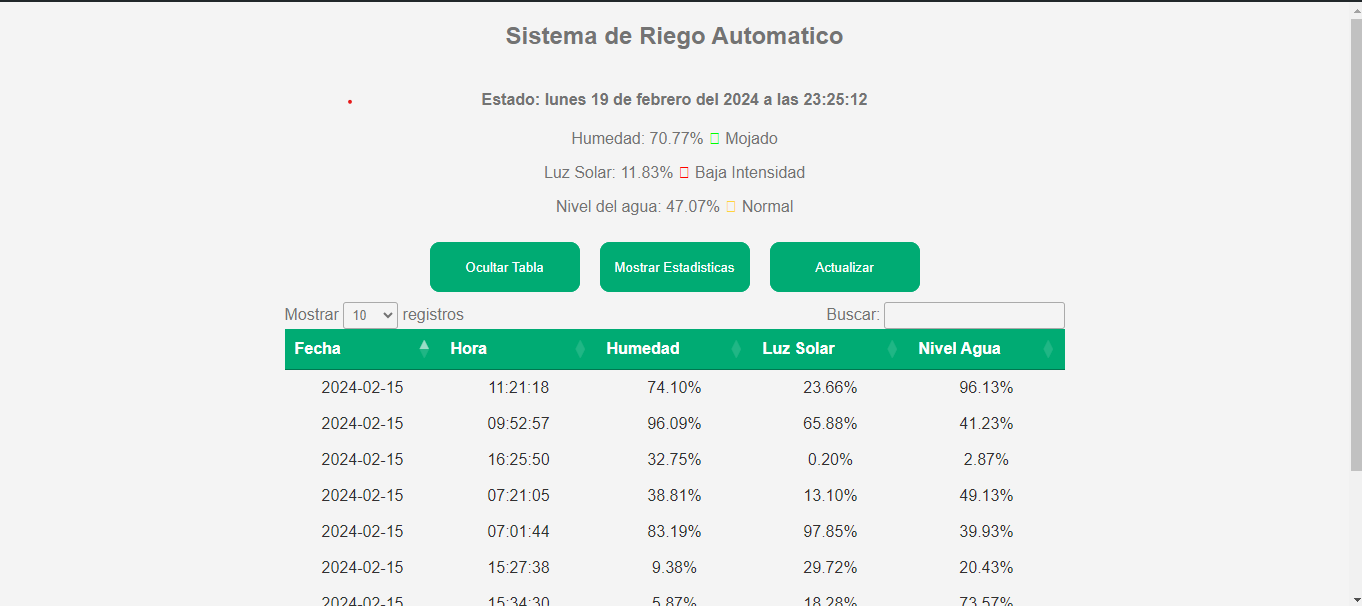 Sistema de Riego Automatico
Estado: lunes 19 de febrero del 2024 a las 23:25:12
Humedad: 70.77% Mojado
Luz Solar: 11.83% Baja Intensidad
Nivel del agua: 47.07% Normal
Ocultar Tabla Mostrar Estadisticas Actualizar
Mostrar 10 registros Buscar:
Fecha Hora Humedad Luz Solar Nivel Agua
2024-02-15 11:21:18 74.10% 23.66% 96.13%
2024-02-15 09:52:57 96.09% 65.88% 41.23%
2024-02-15 16:25:50 32.75% 0.20% 2.87%
2024-02-15 07:21:05 38.81% 13.10% 49.13%
2024-02-15 07:01:44 83.19% 97.85% 39.93%
2024-02-15 15:27:38 9.38% 29.72% 20.43%
2024-02-15 15:34:30 5.87% 18.28% 73.57%